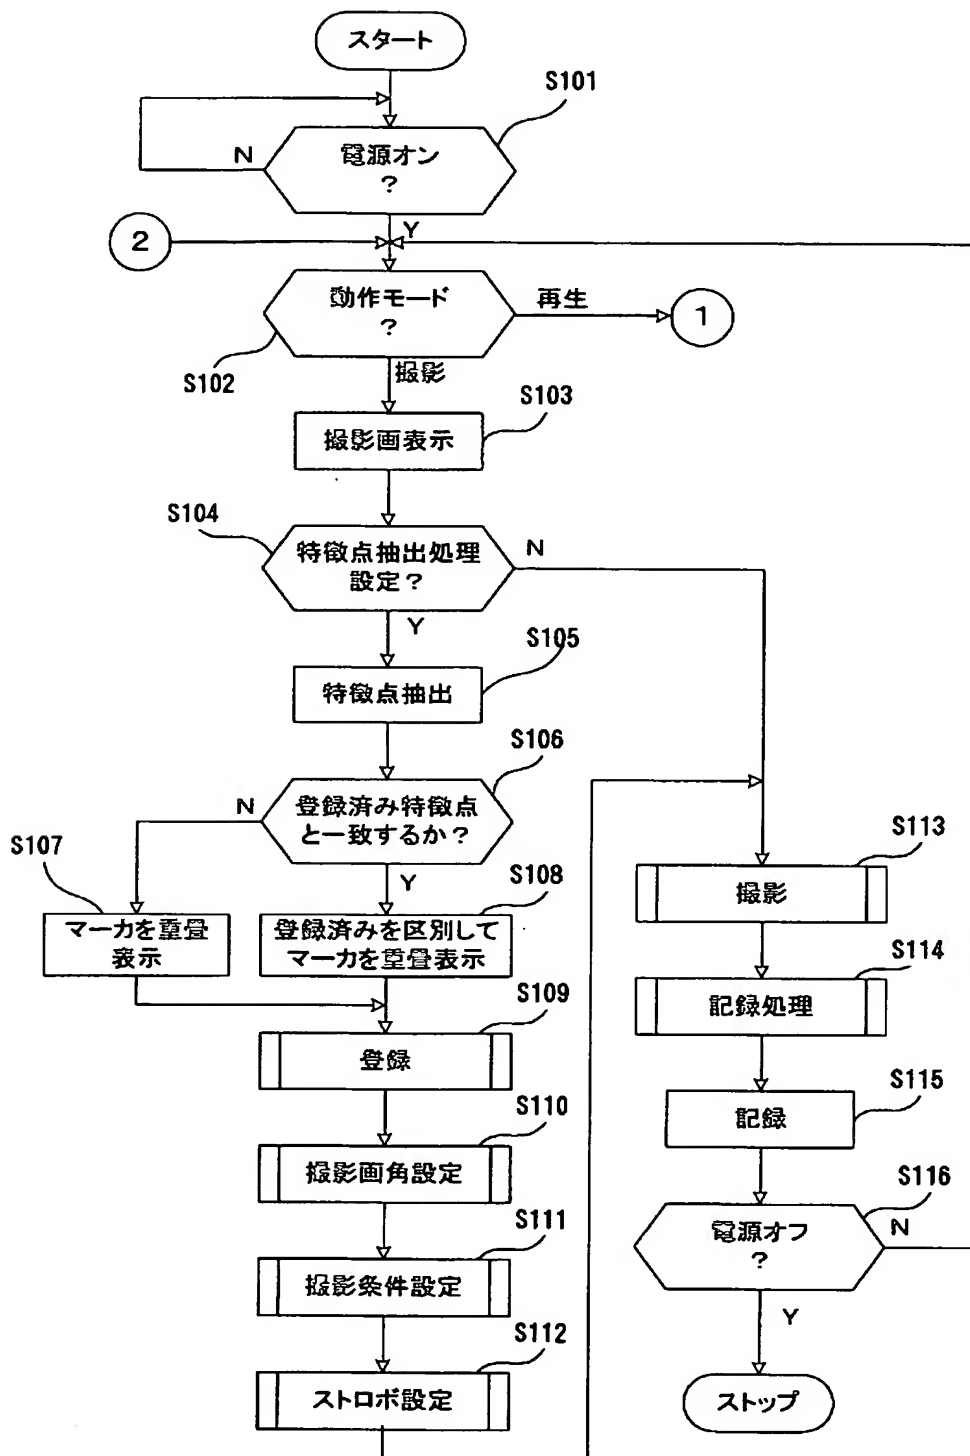 スタート
S101
電源オン
?
N
Y
2
動作モード
?
再生
1
S102
撮影
S103
撮影画表示
S104
特徴点抽出処理
設定?
N
Y
S105
特徴点抽出
S106
登録済み特徴点
と一致するか?
N
Y
S107
マーカを重畳
表示
S108
登録済みを区別して
マーカを重畳表示
S109
登録
S110
撮影画角設定
S111
撮影条件設定
S112
ストロボ設定
S113
撮影
S114
記録処理
S115
記録
S116
電源オフ
?
N
Y
ストップ